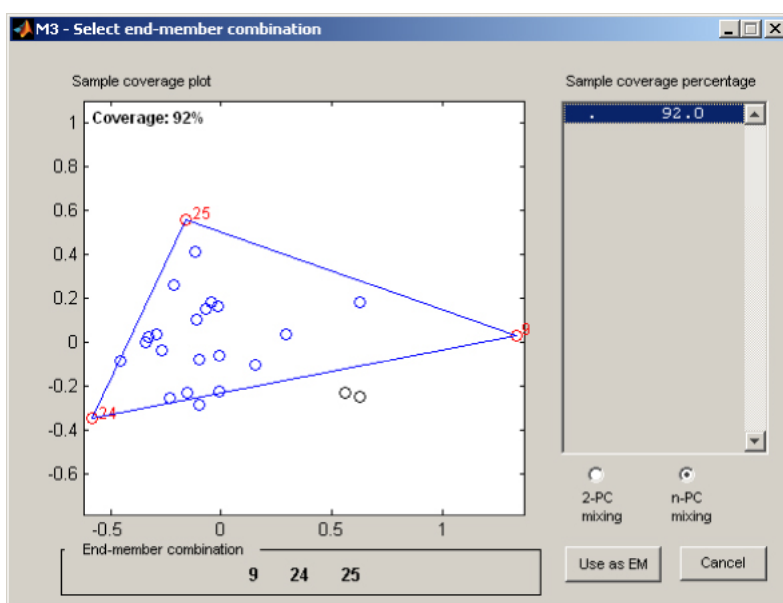 M3 - Select end-member combination
Sample coverage plot
Sample coverage percentage
Coverage: 92%
. 92.0
1
0.8
0.6
0.4
0.2
0
-0.2
-0.4
-0.6
25
9
24
-0.5 0 0.5 1
2-PC mixing
n-PC mixing
End-member combination
9 24 25
Use as EM
Cancel